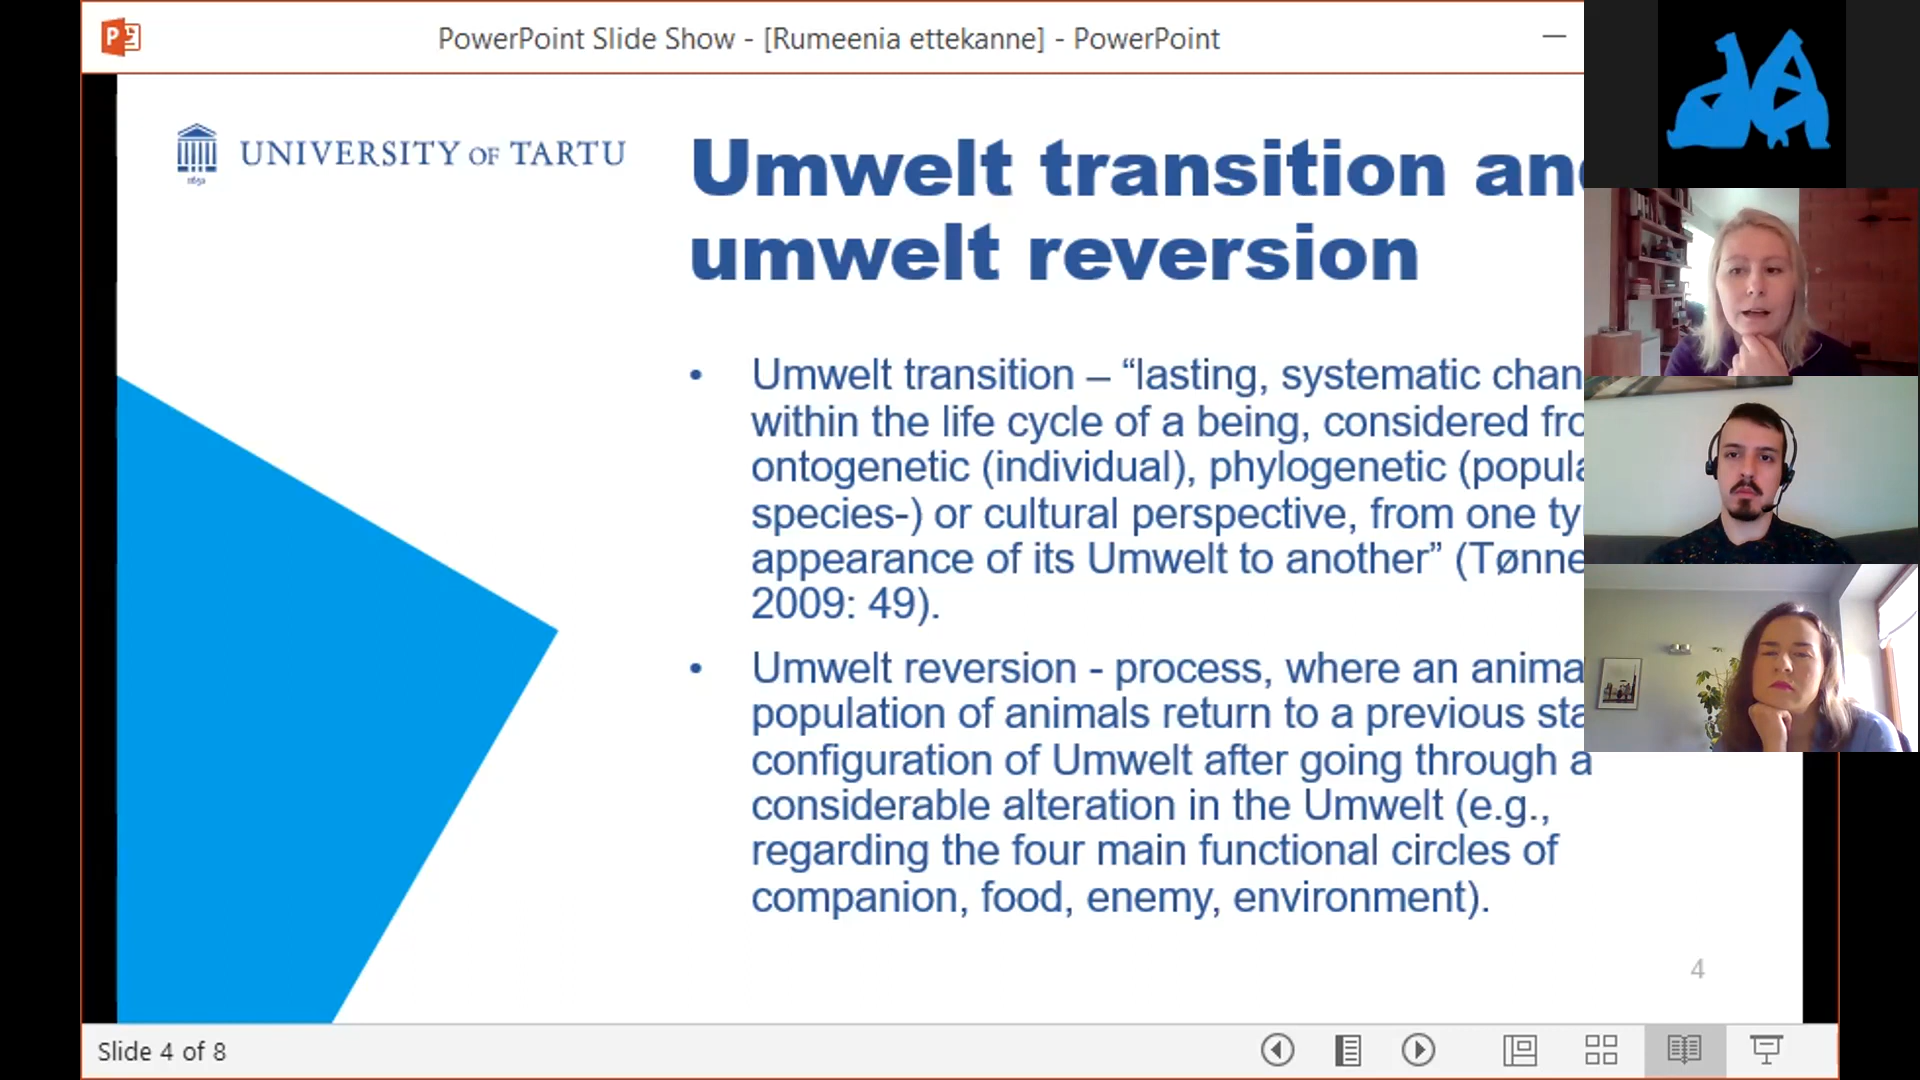 PowerPoint Slide Show - [Rumeenia ettekanne] - PowerPoint
UNIVERSITY OF TARTU
1632
Umwelt transition an
umwelt reversion
• Umwelt transition – “lasting, systematic chan
within the life cycle of a being, considered fro
ontogenetic (individual), phylogenetic (popula
species-) or cultural perspective, from one ty
appearance of its Umwelt to another” (Tønne
2009: 49).
• Umwelt reversion - process, where an anima
population of animals return to a previous sta
configuration of Umwelt after going through a
considerable alteration in the Umwelt (e.g.,
regarding the four main functional circles of
companion, food, enemy, environment).
4
Slide 4 of 8